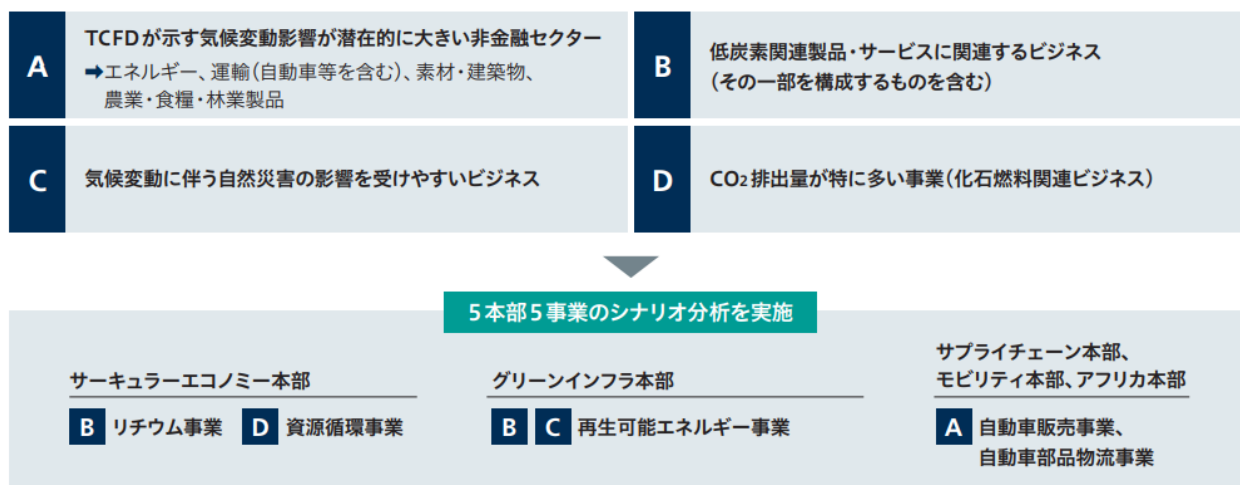 A
TCFDが示す気候変動影響が潜在的に大きい非金融セクター
➡エネルギー、運輸(自動車等を含む)、素材・建築物、
農業・食糧・林業製品
B
低炭素関連製品・サービスに関連するビジネス
(その一部を構成するものを含む)
C
気候変動に伴う自然災害の影響を受けやすいビジネス
D
CO₂排出量が特に多い事業(化石燃料関連ビジネス)
5本部5事業のシナリオ分析を実施
サーキュラーエコノミー本部
B リチウム事業 D 資源循環事業
グリーンインフラ本部
B C 再生可能エネルギー事業
サプライチェーン本部、
モビリティ本部、アフリカ本部
A 自動車販売事業、
自動車部品物流事業